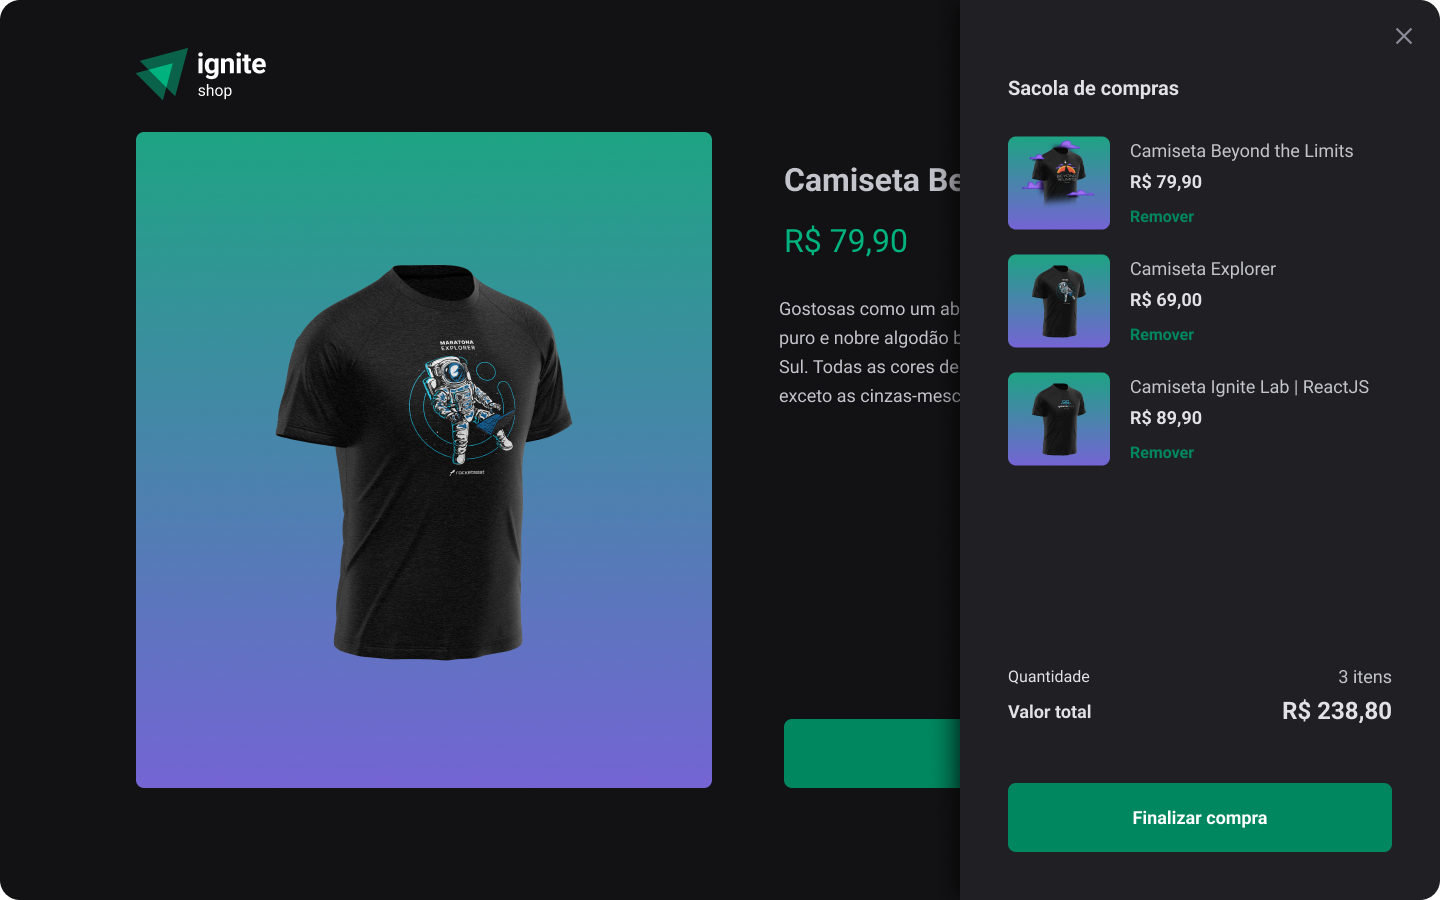 ignite
shop
Camiseta Be
R$ 79,90
Gostosas como um ab
puro e nobre algodão b
Sul. Todas as cores de
exceto as cinzas-mesc
MARATONA
EXPLORER
rocketseat
Sacola de compras
Camiseta Beyond the Limits
R$ 79,90
Remover
Camiseta Explorer
R$ 69,00
Remover
Camiseta Ignite Lab | ReactJS
R$ 89,90
Remover
Quantidade
3 itens
Valor total
R$ 238,80
Finalizar compra